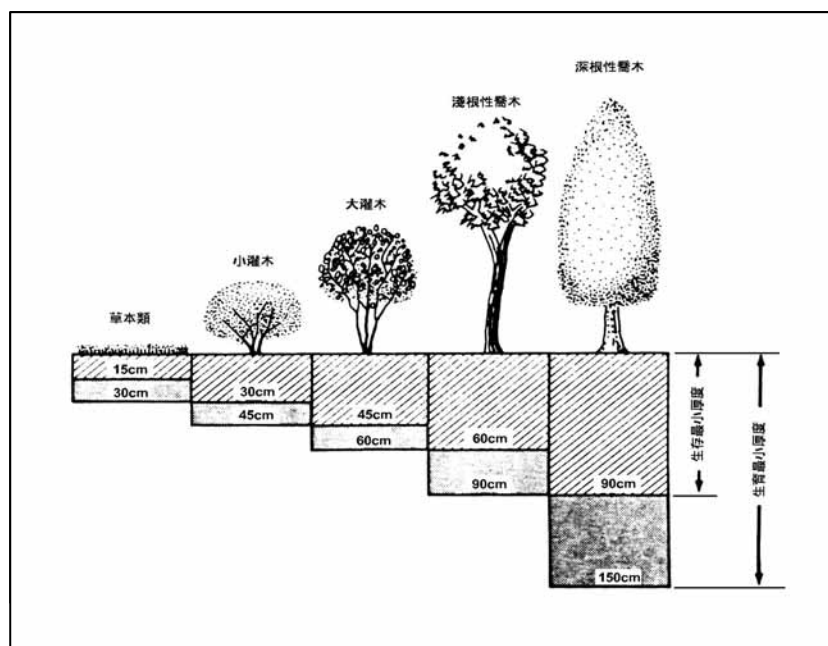 深根性喬木
淺根性喬木
大灌木
小灌木
草本類
15cm
30cm
30cm
45cm
45cm
60cm
60cm
90cm
90cm
150cm
生存最小厚度
生育最小厚度